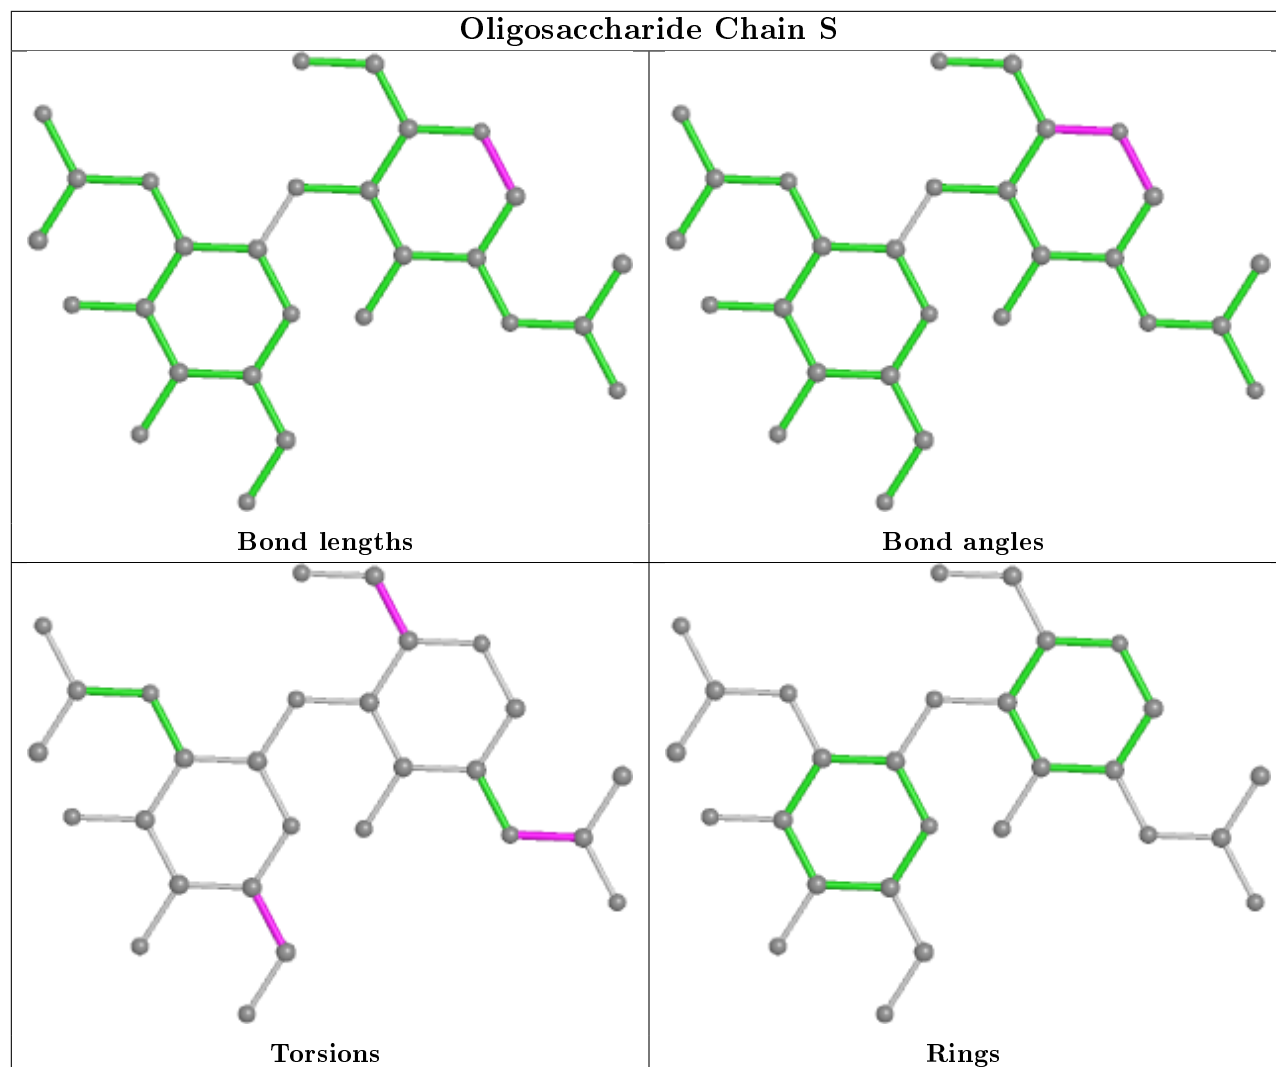 Oligosaccharide Chain S
Bond lengths
Bond angles
Torsions
Rings